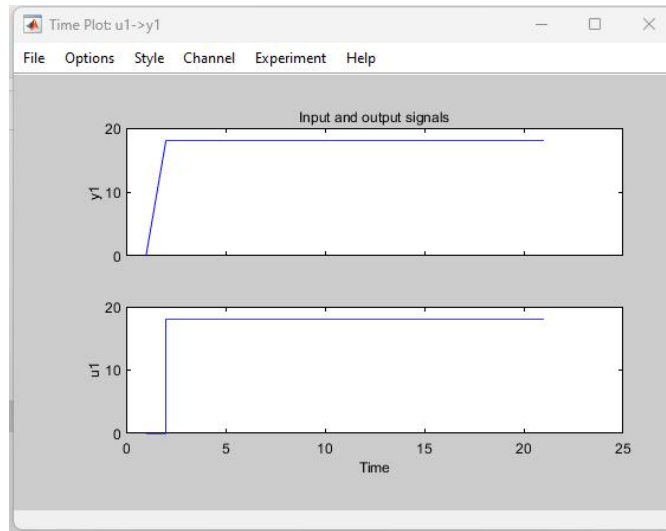 Time Plot: u1->y1
File Options Style Channel Experiment Help
Input and output signals
20
10
0
y1
20
10
0
u1
0 5 10 15 20 25
Time